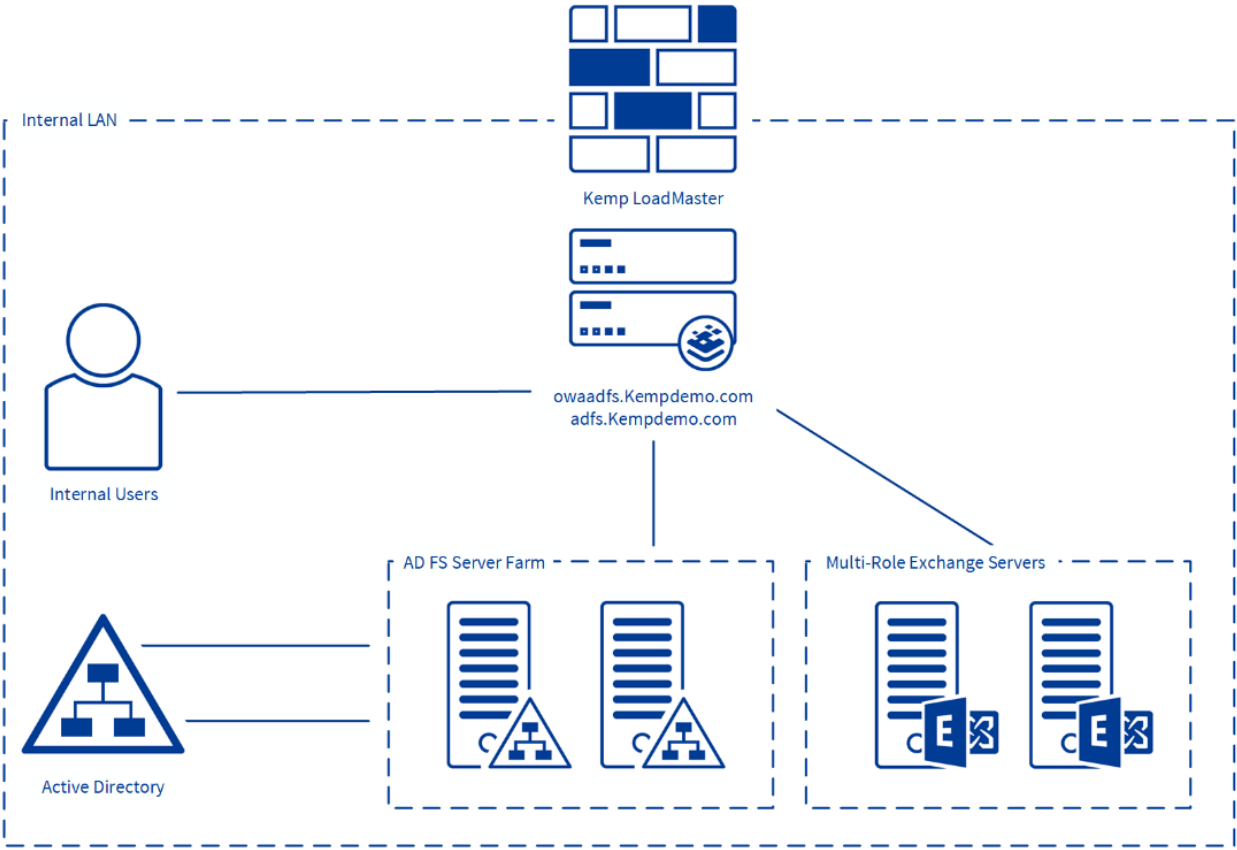 Internal LAN
Kemp LoadMaster
owaadfs.Kempdemo.com
adfs.Kempdemo.com
Internal Users
AD FS Server Farm
Multi-Role Exchange Servers
E
E
Active Directory